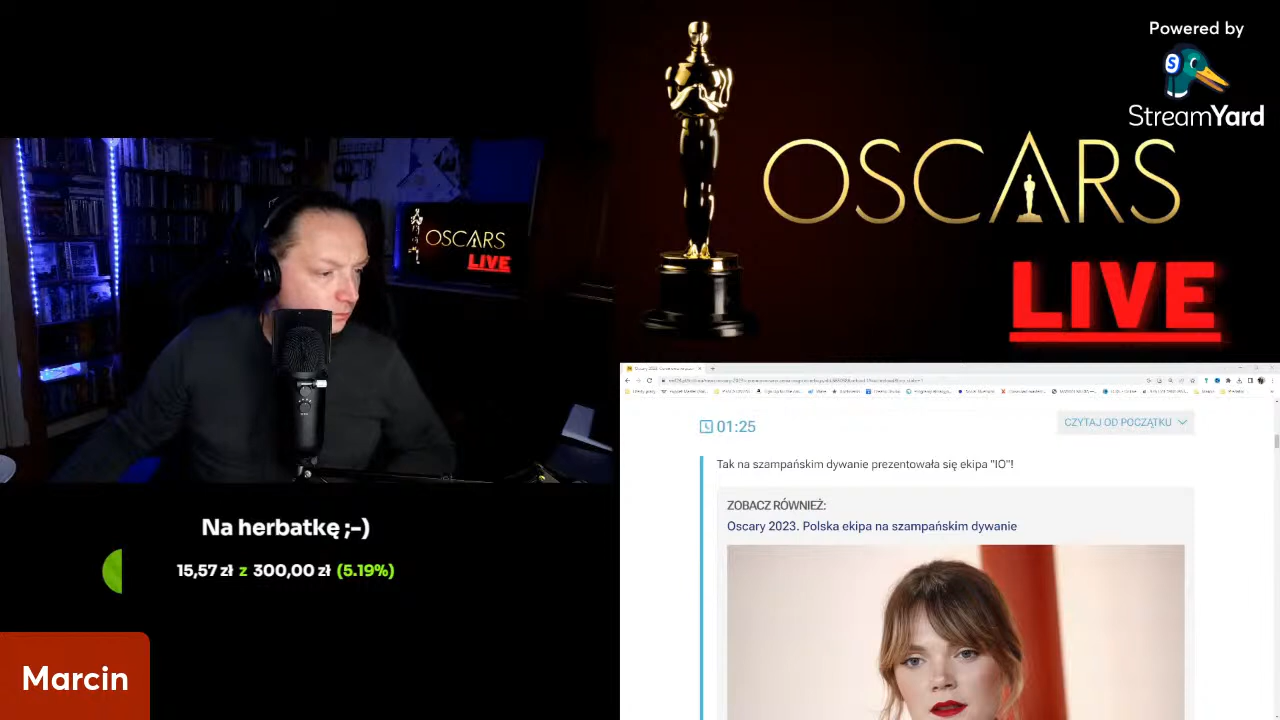 Powered by
StreamYard
OSCARS
LIVE
OSCARS
LIVE
01:25
CZYTAJ OD POCZĄTKU
Tak na szampańskim dywanie prezentowała się ekipa "IO"!
ZOBACZ RÓWNIEŻ:
Oscary 2023. Polska ekipa na szampańskim dywanie
Na herbatkę ;-)
15,57 zł z 300,00 zł (5.19%)
Marcin